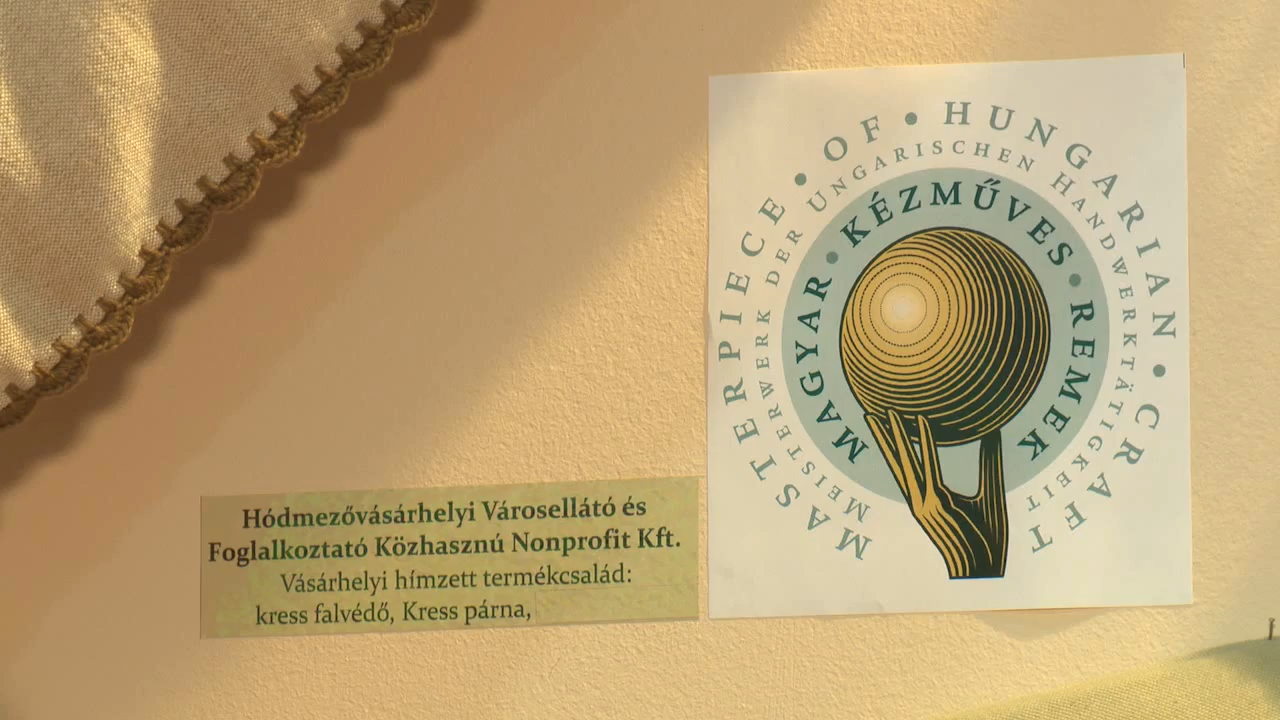 Hódmezővásárhelyi Városellátó és
Foglalkoztató Közhasznú Nonprofit Kft.
Vásárhelyi hímzett termékcsalád:
kress falvédő, Kress párna,
MASTERPIECE • OF • HUNGARIAN • CRAFT
MEISTERWERK DER UNGARISCHEN HANDWERKTÄTIGKEIT
MAGYAR • KÉZMŰVES • REMEK